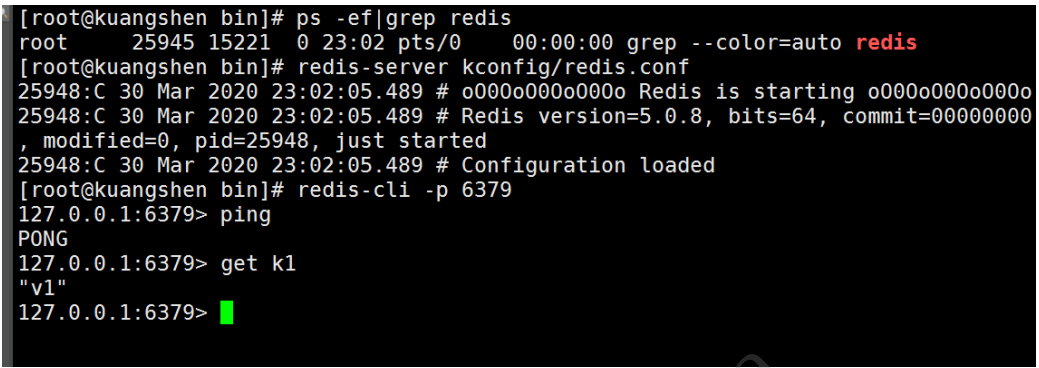 [root@kuangshen bin]# ps -ef|grep redis
root     25945 15221  0 23:02 pts/0    00:00:00 grep --color=auto redis
[root@kuangshen bin]# redis-server kconfig/redis.conf
25948:C 30 Mar 2020 23:02:05.489 # oO0OoO0OoO0Oo Redis is starting oO0OoO0OoO0Oo
25948:C 30 Mar 2020 23:02:05.489 # Redis version=5.0.8, bits=64, commit=00000000
, modified=0, pid=25948, just started
25948:C 30 Mar 2020 23:02:05.489 # Configuration loaded
[root@kuangshen bin]# redis-cli -p 6379
127.0.0.1:6379> ping
PONG
127.0.0.1:6379> get k1
"v1"
127.0.0.1:6379>